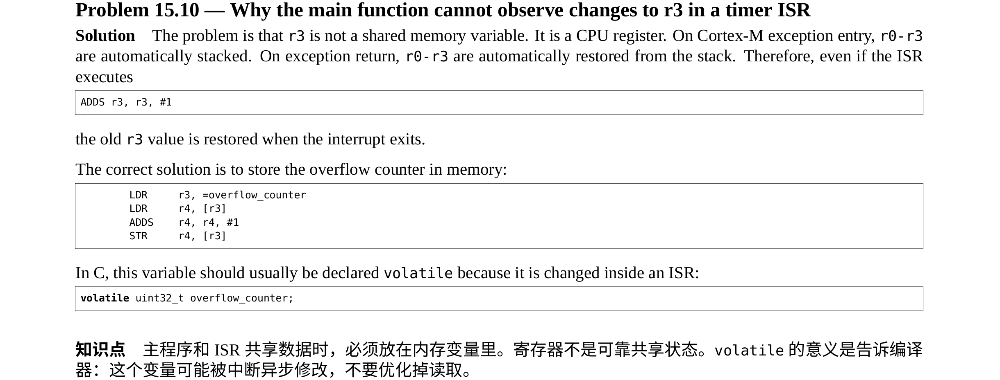 Problem 15.10 — Why the main function cannot observe changes to r3 in a timer ISR
Solution The problem is that r3 is not a shared memory variable. It is a CPU register. On Cortex-M exception entry, r0-r3
are automatically stacked. On exception return, r0-r3 are automatically restored from the stack. Therefore, even if the ISR
executes
ADDS r3, r3, #1
the old r3 value is restored when the interrupt exits.
The correct solution is to store the overflow counter in memory:
LDR r3, =overflow_counter
LDR r4, [r3]
ADDS r4, r4, #1
STR r4, [r3]
In C, this variable should usually be declared volatile because it is changed inside an ISR:
volatile uint32_t overflow_counter;
知识点 主程序和 ISR 共享数据时，必须放在内存变量里。寄存器不是可靠共享状态。volatile 的意义是告诉编译
器：这个变量可能被中断异步修改，不要优化掉读取。